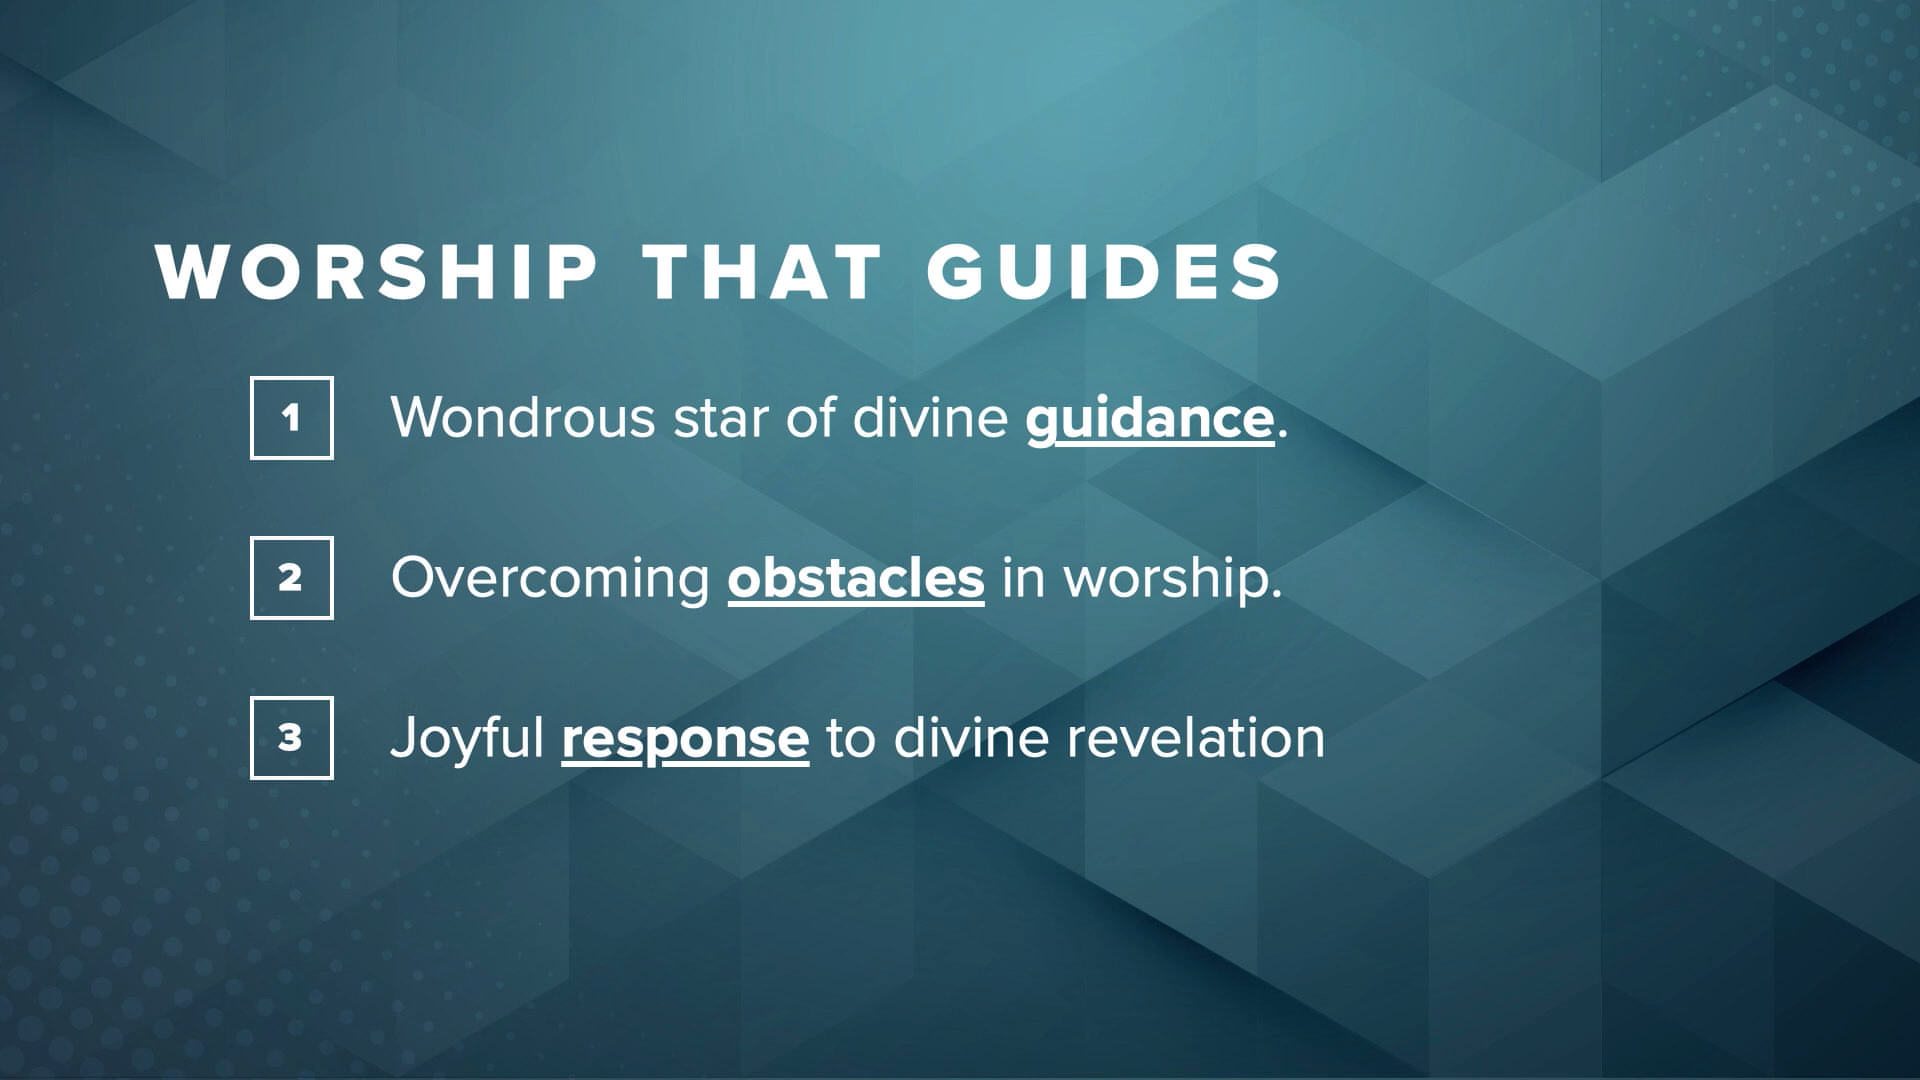 WORSHIP THAT GUIDES
1 Wondrous star of divine guidance.
2 Overcoming obstacles in worship.
3 Joyful response to divine revelation